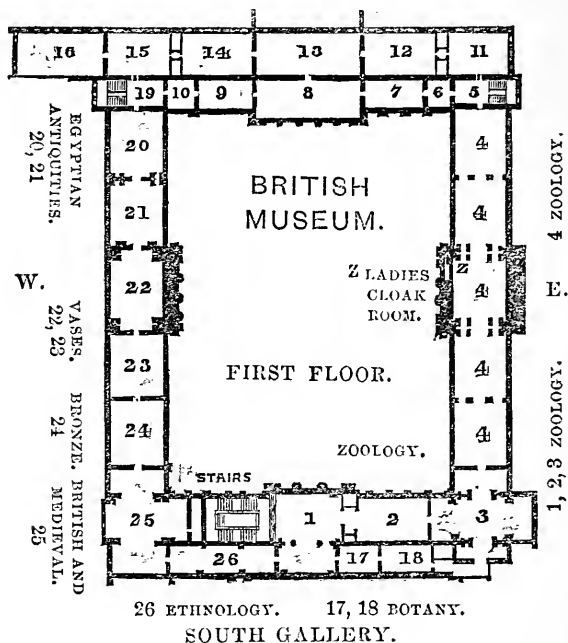 16 15 14 13 12 11
19 10 9 8 7 6 5
20 4
21 4
22 4
23 4
24 4
25 1 2 3
26 17 18
BRITISH
MUSEUM.
Z LADIES
CLOAK
ROOM.
Z
FIRST FLOOR.
ZOOLOGY.
STAIRS
W.
E.
EGYPTIAN
ANTIQUITIES.
20, 21
VASES.
22, 23
BRONZE.
24
BRITISH AND
MEDIEVAL.
25
4 ZOOLOGY.
1, 2, 3 ZOOLOGY.
26 ETHNOLOGY. 17, 18 BOTANY.
SOUTH GALLERY.